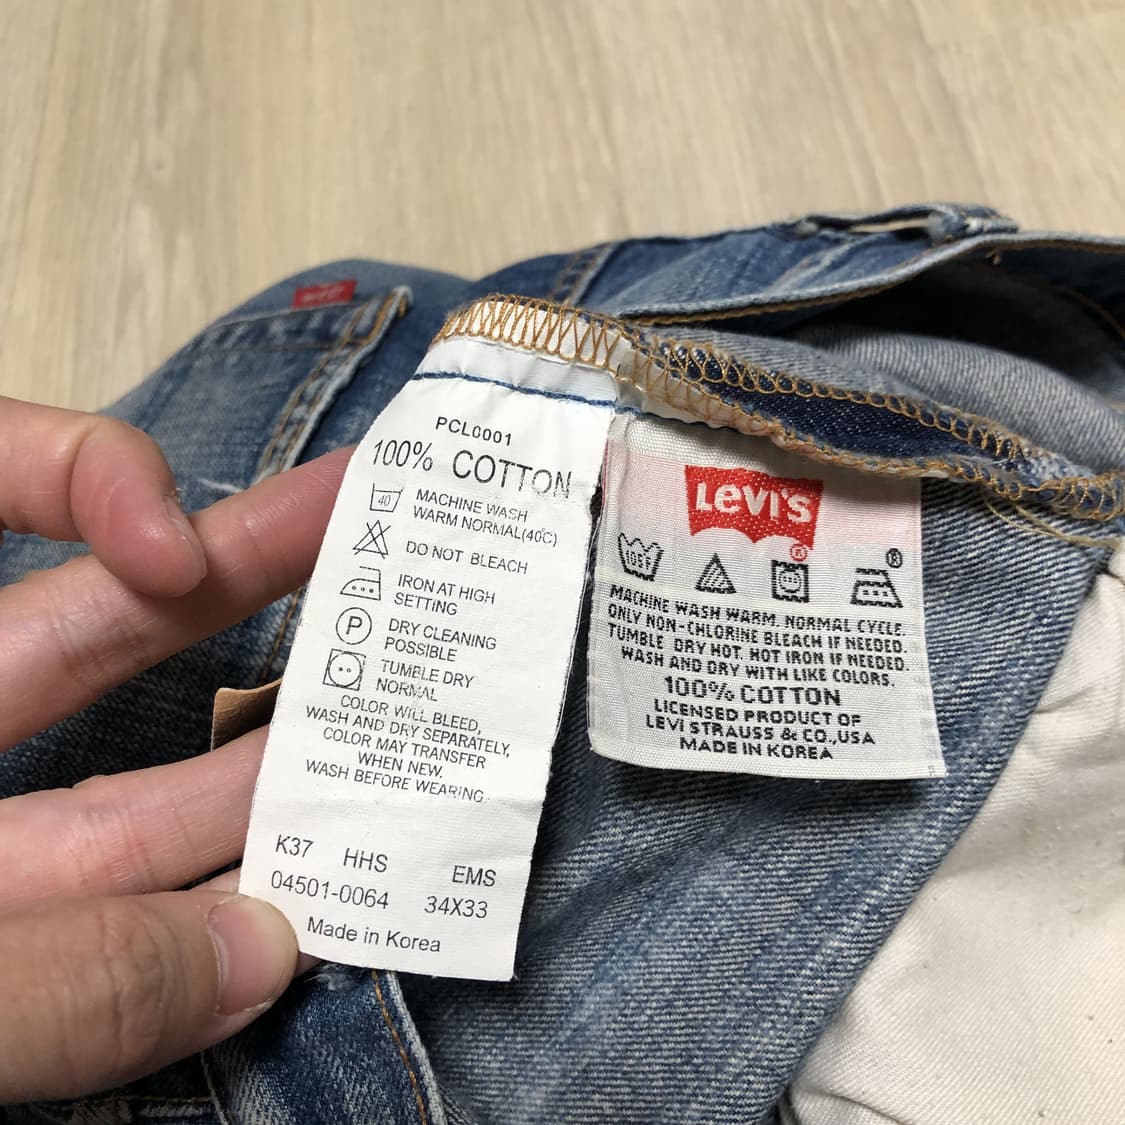 PCL0001
100% COTTON
40
MACHINE WASH
WARM NORMAL(40℃)
DO NOT BLEACH
IRON AT HIGH
SETTING
P
DRY CLEANING
POSSIBLE
TUMBLE DRY
NORMAL
COLOR WILL BLEED,
WASH AND DRY SEPARATELY,
COLOR MAY TRANSFER
WHEN NEW.
WASH BEFORE WEARING.
K37 HHS EMS
04501-0064 34X33
Made in Korea
Levi's
®
105F
®
MACHINE WASH WARM. NORMAL CYCLE.
ONLY NON-CHLORINE BLEACH IF NEEDED.
TUMBLE DRY HOT. HOT IRON IF NEEDED.
WASH AND DRY WITH LIKE COLORS.
100% COTTON
LICENSED PRODUCT OF
LEVI STRAUSS & CO.,USA
MADE IN KOREA